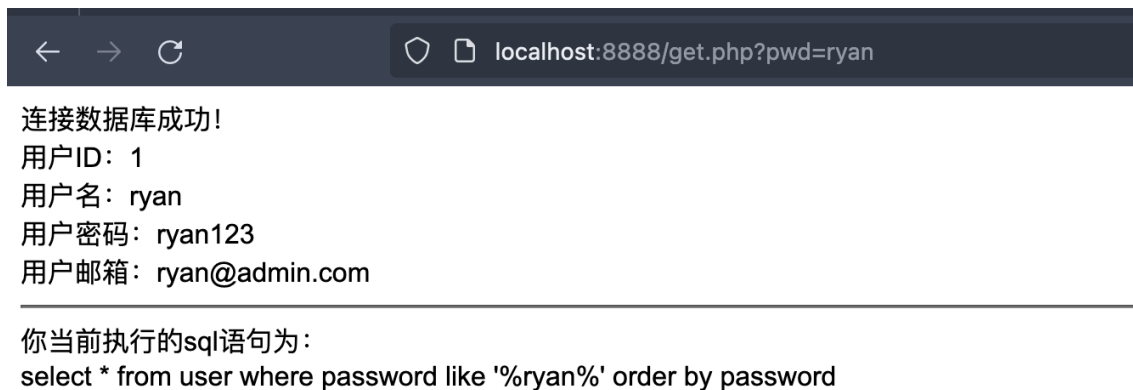 localhost:8888/get.php?pwd=ryan
连接数据库成功!
用户ID：1
用户名：ryan
用户密码：ryan123
用户邮箱：ryan@admin.com
你当前执行的sql语句为：
select * from user where password like '%ryan%' order by password